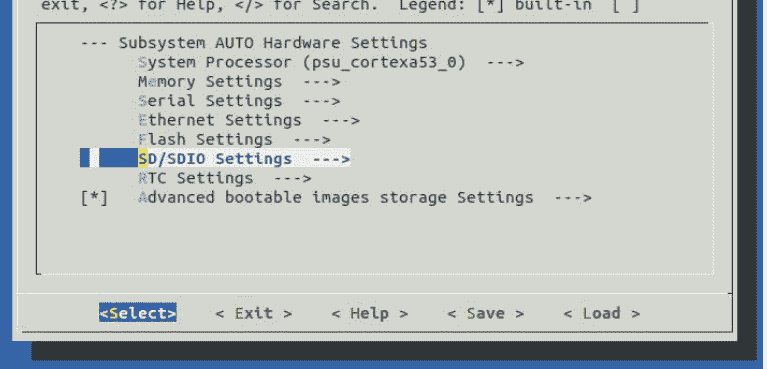 exit, <?> for Help, </> for Search.  Legend: [*] built-in  [ ]
--- Subsystem AUTO Hardware Settings
System Processor (psu_cortexa53_0)  --->
Memory Settings  --->
Serial Settings  --->
Ethernet Settings  --->
Flash Settings  --->
SD/SDIO Settings  --->
RTC Settings  --->
[*]   Advanced bootable images storage Settings  --->
<Select>    < Exit >    < Help >    < Save >    < Load >